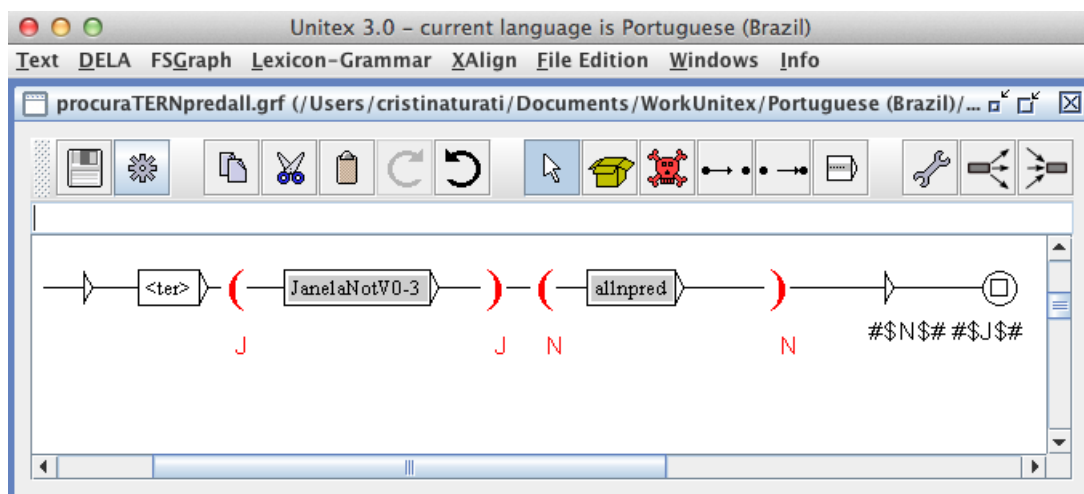 Unitex 3.0 – current language is Portuguese (Brazil)
Text DELA FSGraph Lexicon-Grammar XAlign File Edition Windows Info
procuraTERNpredall.grf (/Users/cristinaturati/Documents/WorkUnitex/Portuguese (Brazil)/...
<ter> ( JanelaNotV0-3 ) ( allnpred )
J J N N #$N$# #$J$#